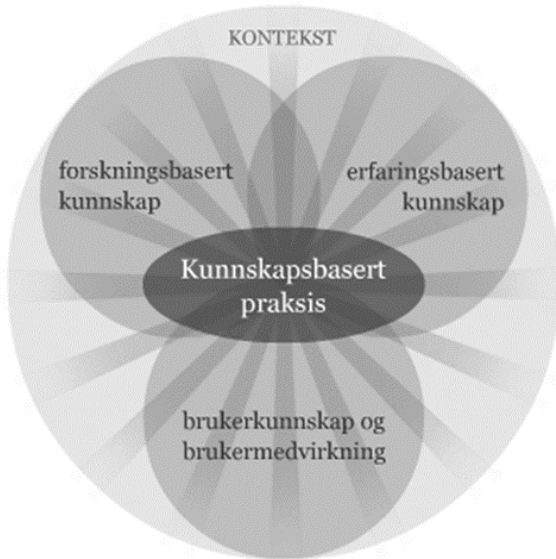 KONTEKST
forskningsbasert
kunnskap
erfaringsbasert
kunnskap
Kunnskapsbasert
praksis
brukerkunnskap og
brukermedvirkning